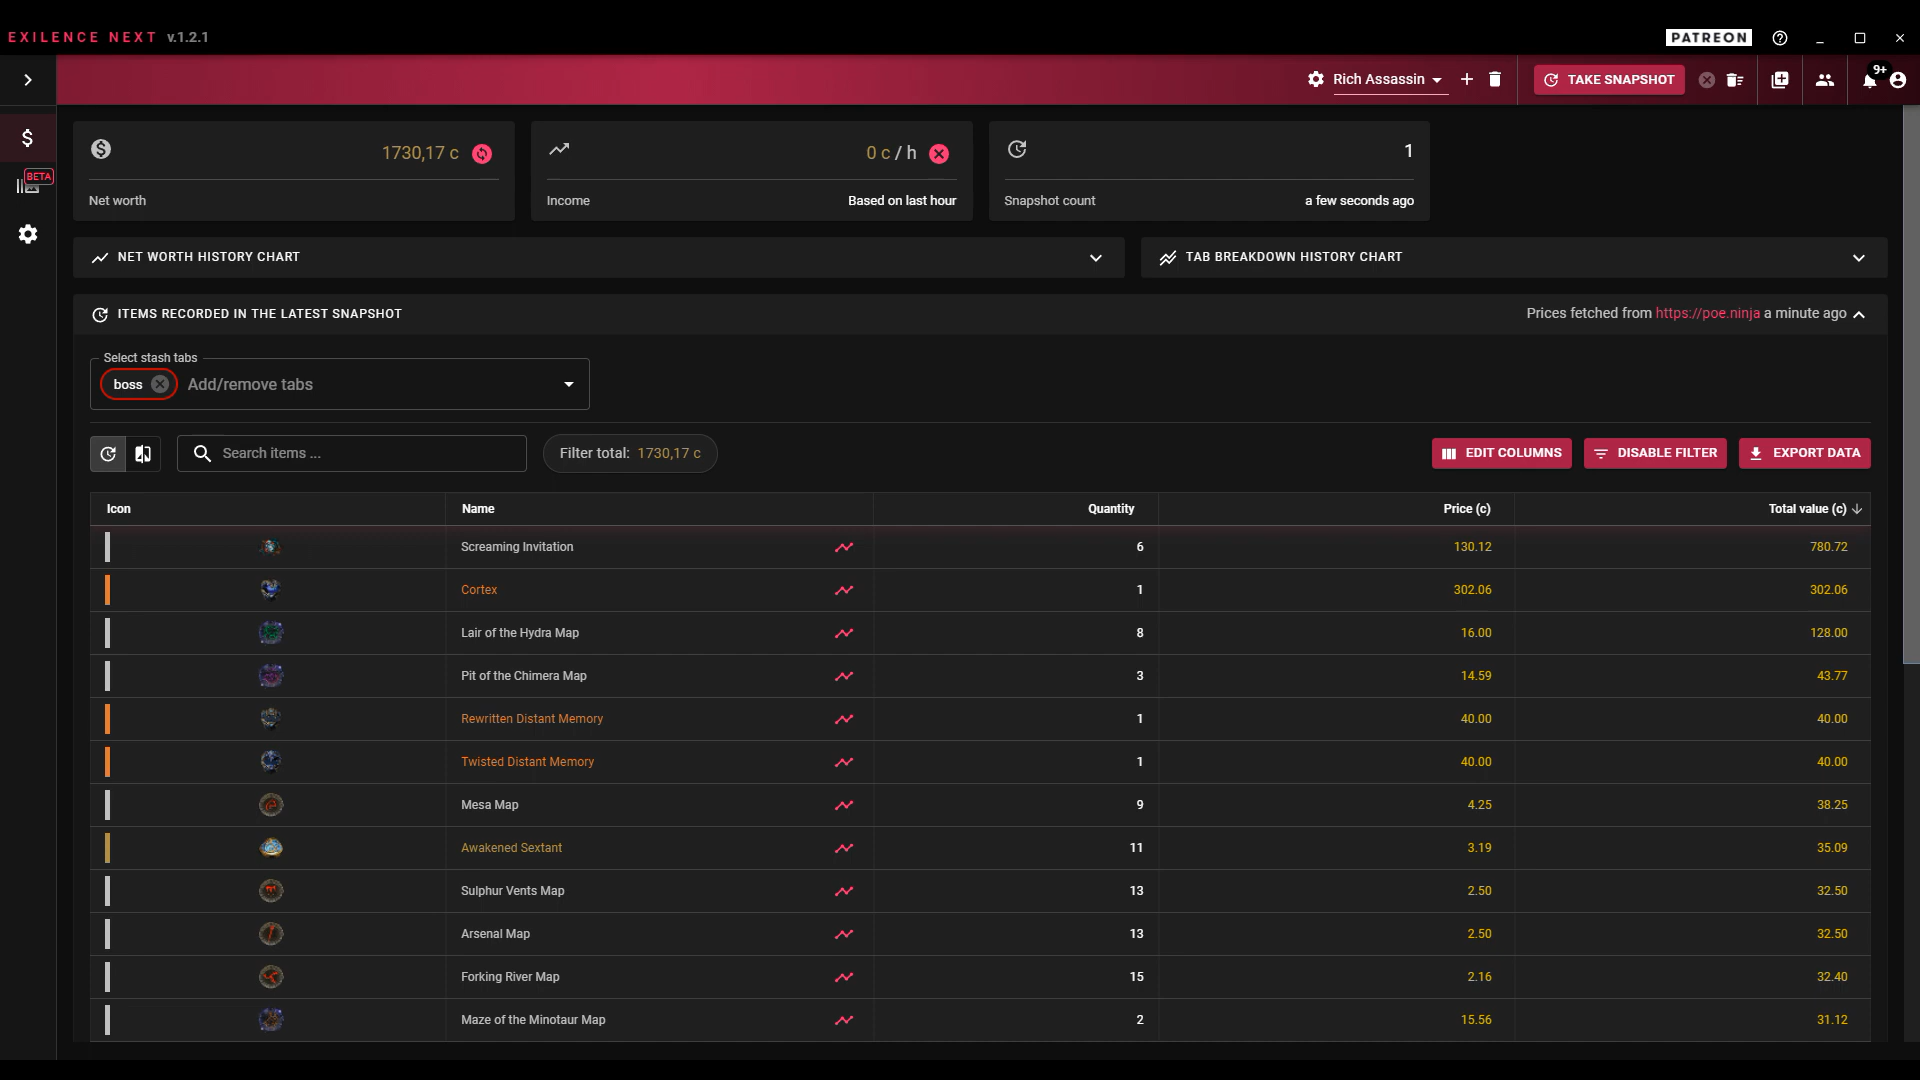 EXILENCE NEXT v.1.2.1
PATREON
Rich Assassin
TAKE SNAPSHOT
9+
BETA
1730,17 c
Net worth
0 c / h
Income
Based on last hour
1
Snapshot count
a few seconds ago
NET WORTH HISTORY CHART
TAB BREAKDOWN HISTORY CHART
ITEMS RECORDED IN THE LATEST SNAPSHOT
Prices fetched from https://poe.ninja a minute ago
Select stash tabs
boss Add/remove tabs
Search items ...
Filter total: 1730,17 c
EDIT COLUMNS
DISABLE FILTER
EXPORT DATA
Icon Name Quantity Price (c) Total value (c)
Screaming Invitation 6 130.12 780.72
Cortex 1 302.06 302.06
Lair of the Hydra Map 8 16.00 128.00
Pit of the Chimera Map 3 14.59 43.77
Rewritten Distant Memory 1 40.00 40.00
Twisted Distant Memory 1 40.00 40.00
Mesa Map 9 4.25 38.25
Awakened Sextant 11 3.19 35.09
Sulphur Vents Map 13 2.50 32.50
Arsenal Map 13 2.50 32.50
Forking River Map 15 2.16 32.40
Maze of the Minotaur Map 2 15.56 31.12